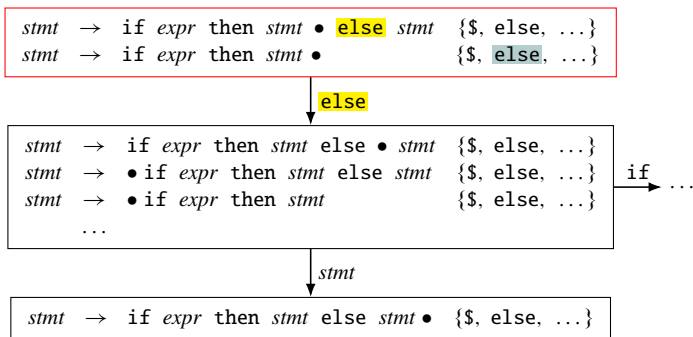 stmt → if expr then stmt • else stmt {$, else, ...}
stmt → if expr then stmt • {$, else, ...}
else
stmt → if expr then stmt else • stmt {$, else, ...}
stmt → • if expr then stmt else stmt {$, else, ...}
stmt → • if expr then stmt {$, else, ...}
...
if
...
stmt
stmt → if expr then stmt else stmt • {$, else, ...}